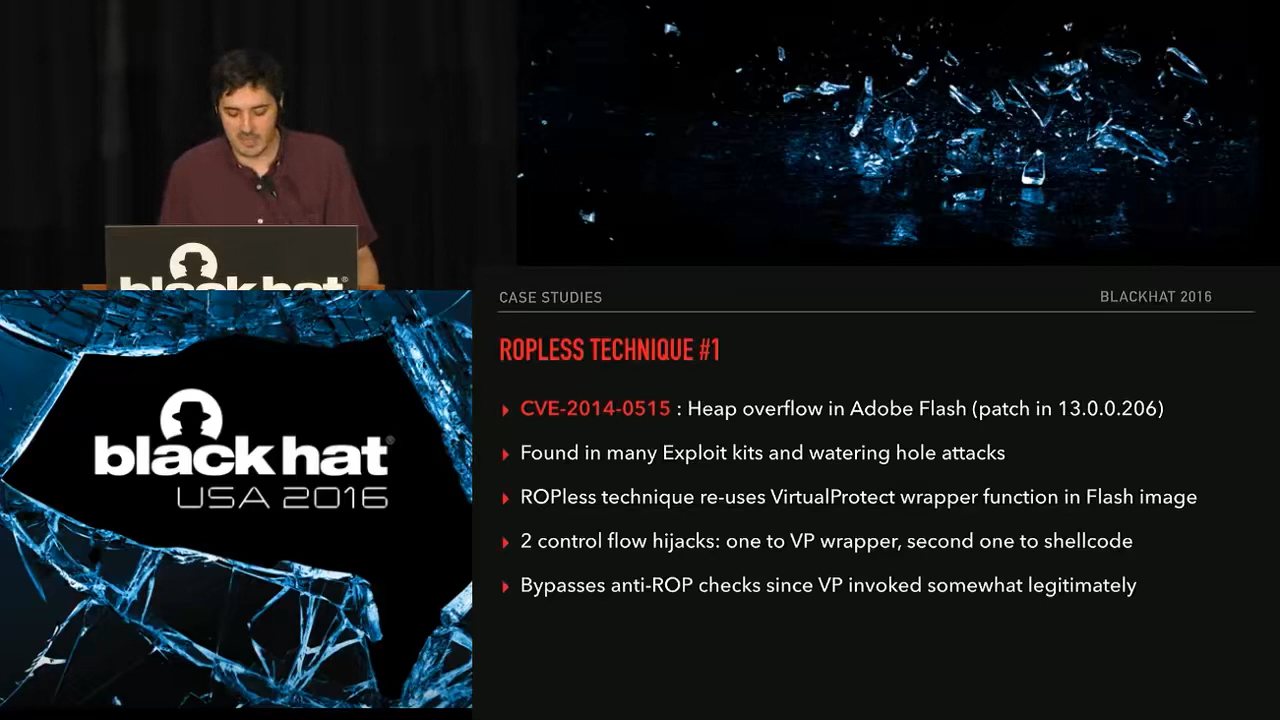 black hat®
CASE STUDIES
BLACKHAT 2016
ROPLESS TECHNIQUE #1
CVE-2014-0515 : Heap overflow in Adobe Flash (patch in 13.0.0.206)
Found in many Exploit kits and watering hole attacks
ROPless technique re-uses VirtualProtect wrapper function in Flash image
2 control flow hijacks: one to VP wrapper, second one to shellcode
Bypasses anti-ROP checks since VP invoked somewhat legitimately
black hat®
USA 2016